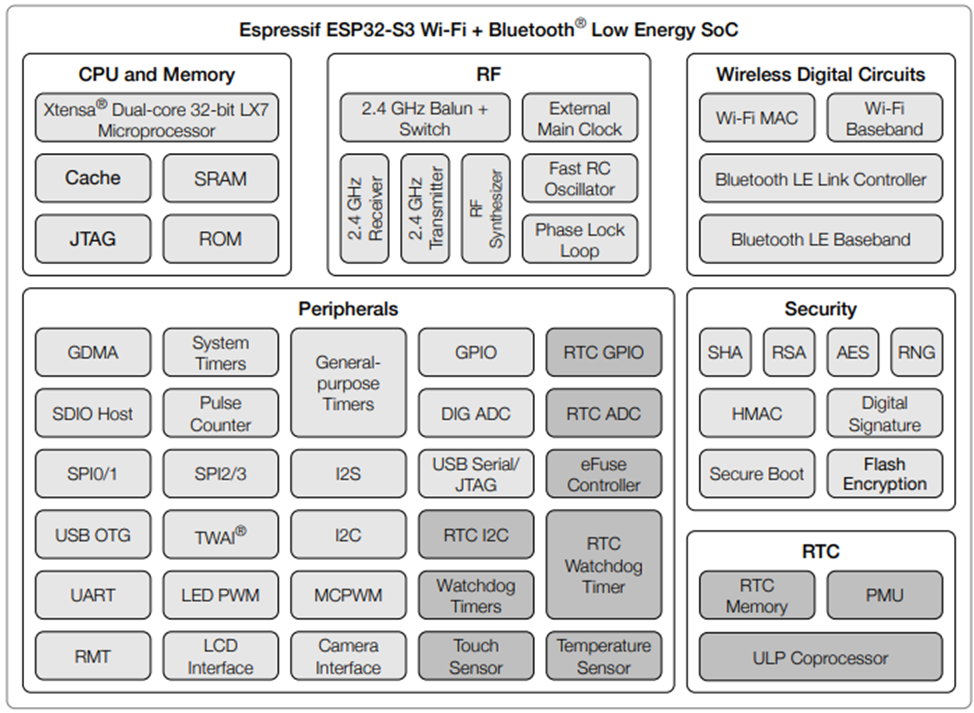 Espressif ESP32-S3 Wi-Fi + Bluetooth® Low Energy SoC
CPU and Memory
Xtensa® Dual-core 32-bit LX7
Microprocessor
Cache
SRAM
JTAG
ROM
RF
2.4 GHz Balun +
Switch
External
Main Clock
2.4 GHz
Receiver
2.4 GHz
Transmitter
RF
Synthesizer
Fast RC
Oscillator
Phase Lock
Loop
Wireless Digital Circuits
Wi-Fi MAC
Wi-Fi
Baseband
Bluetooth LE Link Controller
Bluetooth LE Baseband
Peripherals
GDMA
System
Timers
General-
purpose
Timers
GPIO
RTC GPIO
SDIO Host
Pulse
Counter
DIG ADC
RTC ADC
SPI0/1
SPI2/3
I2S
USB Serial/
JTAG
eFuse
Controller
USB OTG
TWAI®
I2C
RTC I2C
RTC
Watchdog
Timer
UART
LED PWM
MCPWM
Watchdog
Timers
RMT
LCD
Interface
Camera
Interface
Touch
Sensor
Temperature
Sensor
Security
SHA
RSA
AES
RNG
HMAC
Digital
Signature
Secure Boot
Flash
Encryption
RTC
RTC
Memory
PMU
ULP Coprocessor